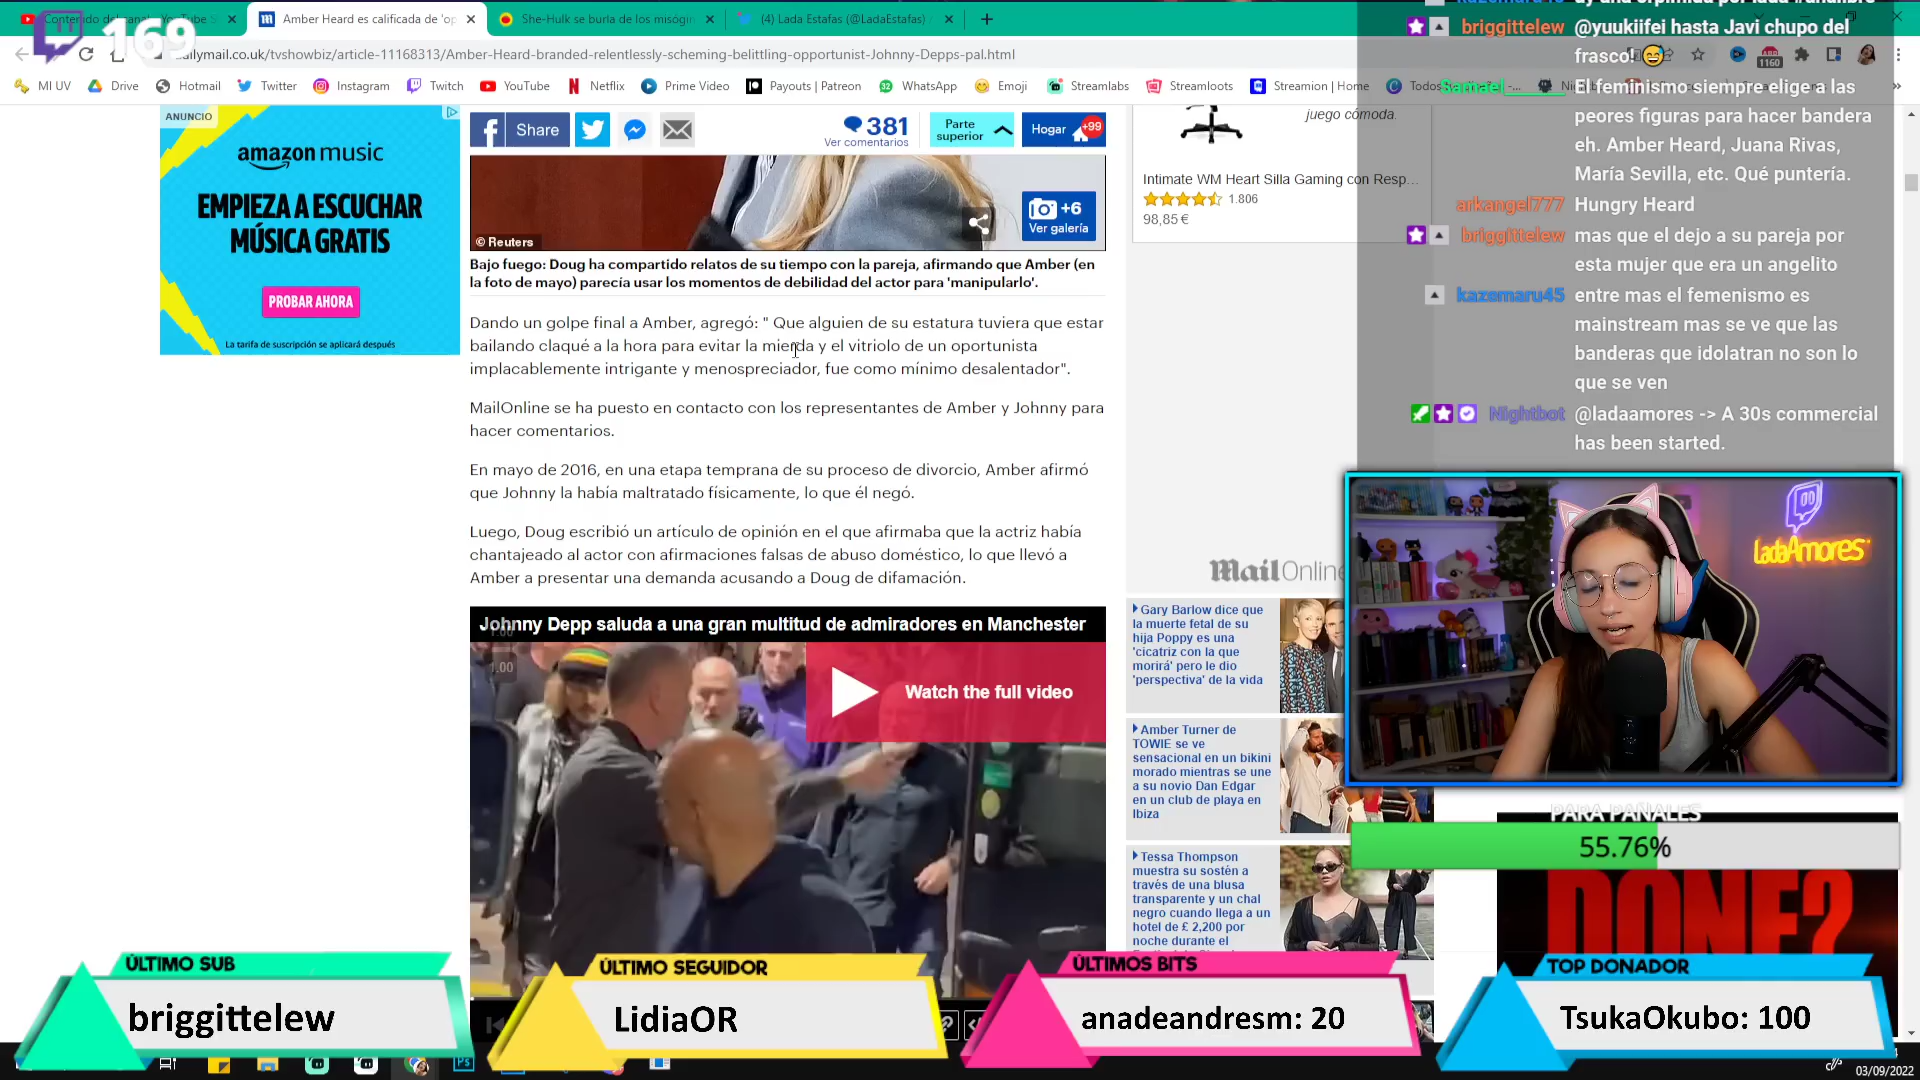 Contenido del canal - YouTube S
Amber Heard es calificada de 'op
She-Hulk se burla de los misógin
(4) Lada Estafas (@LadaEstafas) /
169
dailymail.co.uk/tvshowbiz/article-11168313/Amber-Heard-branded-relentlessly-scheming-belittling-opportunist-Johnny-Depps-pal.html
1160
MI UV
Drive
Hotmail
Twitter
Instagram
Twitch
YouTube
Netflix
Prime Video
Payouts | Patreon
WhatsApp
Emoji
Streamlabs
Streamloots
Streamion | Home
ANUNCIO
amazon music
EMPIEZA A ESCUCHAR
MÚSICA GRATIS
PROBAR AHORA
La tarifa de suscripción se aplicará después
Share
381
Ver comentarios
Parte
superior
Hogar
+99
+6
Ver galería
© Reuters
Bajo fuego: Doug ha compartido relatos de su tiempo con la pareja, afirmando que Amber (en
la foto de mayo) parecía usar los momentos de debilidad del actor para 'manipularlo'.
Dando un golpe final a Amber, agregó: " Que alguien de su estatura tuviera que estar
bailando claqué a la hora para evitar la mierda y el vitriolo de un oportunista
implacablemente intrigante y menospreciador, fue como mínimo desalentador".
MailOnline se ha puesto en contacto con los representantes de Amber y Johnny para
hacer comentarios.
En mayo de 2016, en una etapa temprana de su proceso de divorcio, Amber afirmó
que Johnny la había maltratado físicamente, lo que él negó.
Luego, Doug escribió un artículo de opinión en el que afirmaba que la actriz había
chantajeado al actor con afirmaciones falsas de abuso doméstico, lo que llevó a
Amber a presentar una demanda acusando a Doug de difamación.
Johnny Depp saluda a una gran multitud de admiradores en Manchester
1.00
1.00
Watch the full video
juego cómoda.
Intimate WM Heart Silla Gaming con Resp...
1.806
98,85 €
Mail Online
Gary Barlow dice que
la muerte fetal de su
hija Poppy es una
'cicatriz con la que
morirá' pero le dio
'perspectiva' de la vida
Amber Turner de
TOWIE se ve
sensacional en un bikini
morado mientras se une
a su novio Dan Edgar
en un club de playa en
Ibiza
Tessa Thompson
muestra su sostén a
través de una blusa
transparente y un chal
negro cuando llega a un
hotel de £ 2,200 por
noche durante el
briggittelew @yuukiifei hasta Javi chupo del
frasco!
Samael El feminismo siempre elige a las
peores figuras para hacer bandera
eh. Amber Heard, Juana Rivas,
María Sevilla, etc. Qué puntería.
arkangel777 Hungry Heard
briggittelew mas que el dejo a su pareja por
esta mujer que era un angelito
kazemaru45 entre mas el femenismo es
mainstream mas se ve que las
banderas que idolatran no son lo
que se ven
Nightbot @ladaamores -> A 30s commercial
has been started.
ladaAmores
PARA PAÑALES
55.76%
DONE?
ÚLTIMO SUB
briggittelew
ÚLTIMO SEGUIDOR
LidiaOR
ÚLTIMOS BITS
anadeandresm: 20
TOP DONADOR
TsukaOkubo: 100
Ps
03/09/2022